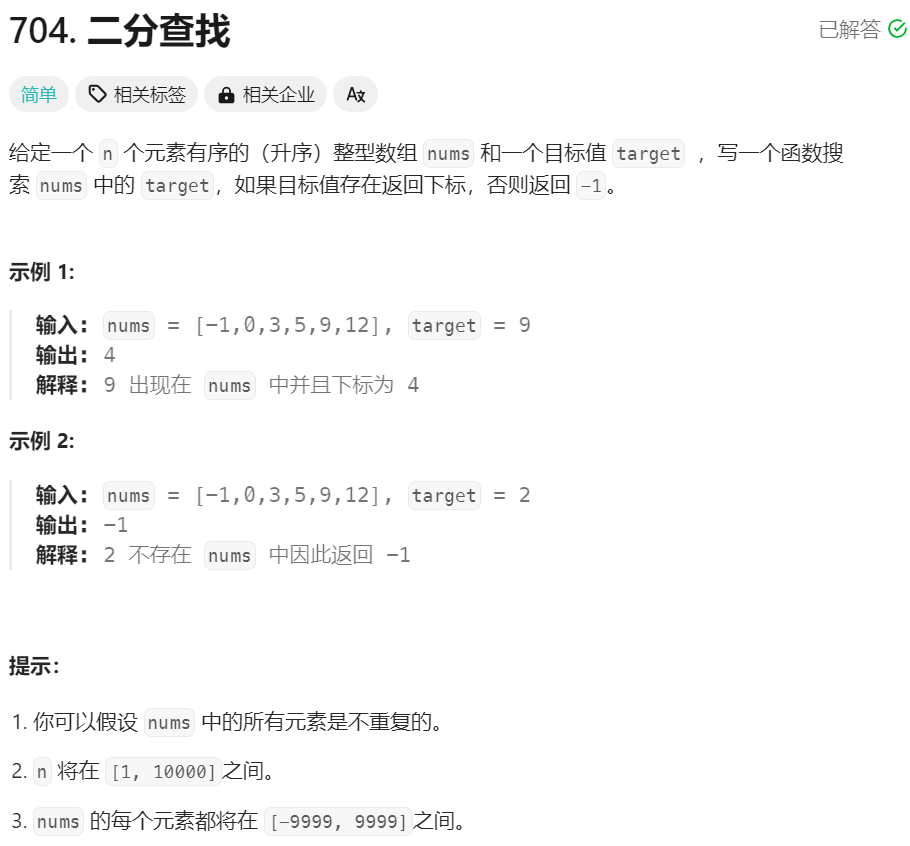 704. 二分查找
已解答
简单
相关标签
相关企业
给定一个 n 个元素有序的（升序）整型数组 nums 和一个目标值 target ，写一个函数搜
索 nums 中的 target，如果目标值存在返回下标，否则返回 -1。
示例 1:
输入: nums = [-1,0,3,5,9,12], target = 9
输出: 4
解释: 9 出现在 nums 中并且下标为 4
示例 2:
输入: nums = [-1,0,3,5,9,12], target = 2
输出: -1
解释: 2 不存在 nums 中因此返回 -1
提示：
1. 你可以假设 nums 中的所有元素是不重复的。
2. n 将在 [1, 10000]之间。
3. nums 的每个元素都将在 [-9999, 9999]之间。